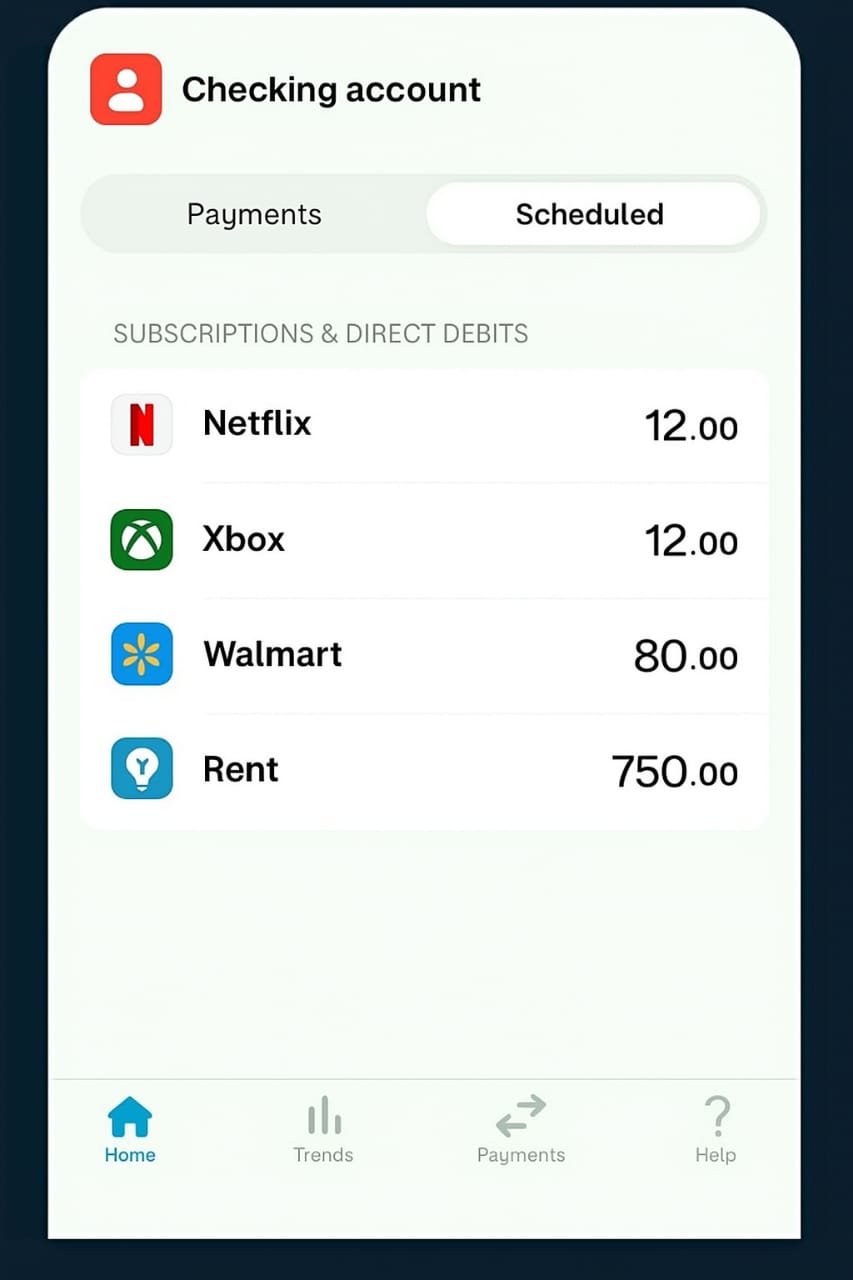 Checking account
Payments Scheduled
SUBSCRIPTIONS & DIRECT DEBITS
Netflix 12.00
Xbox 12.00
Walmart 80.00
Rent 750.00
Home Trends Payments Help